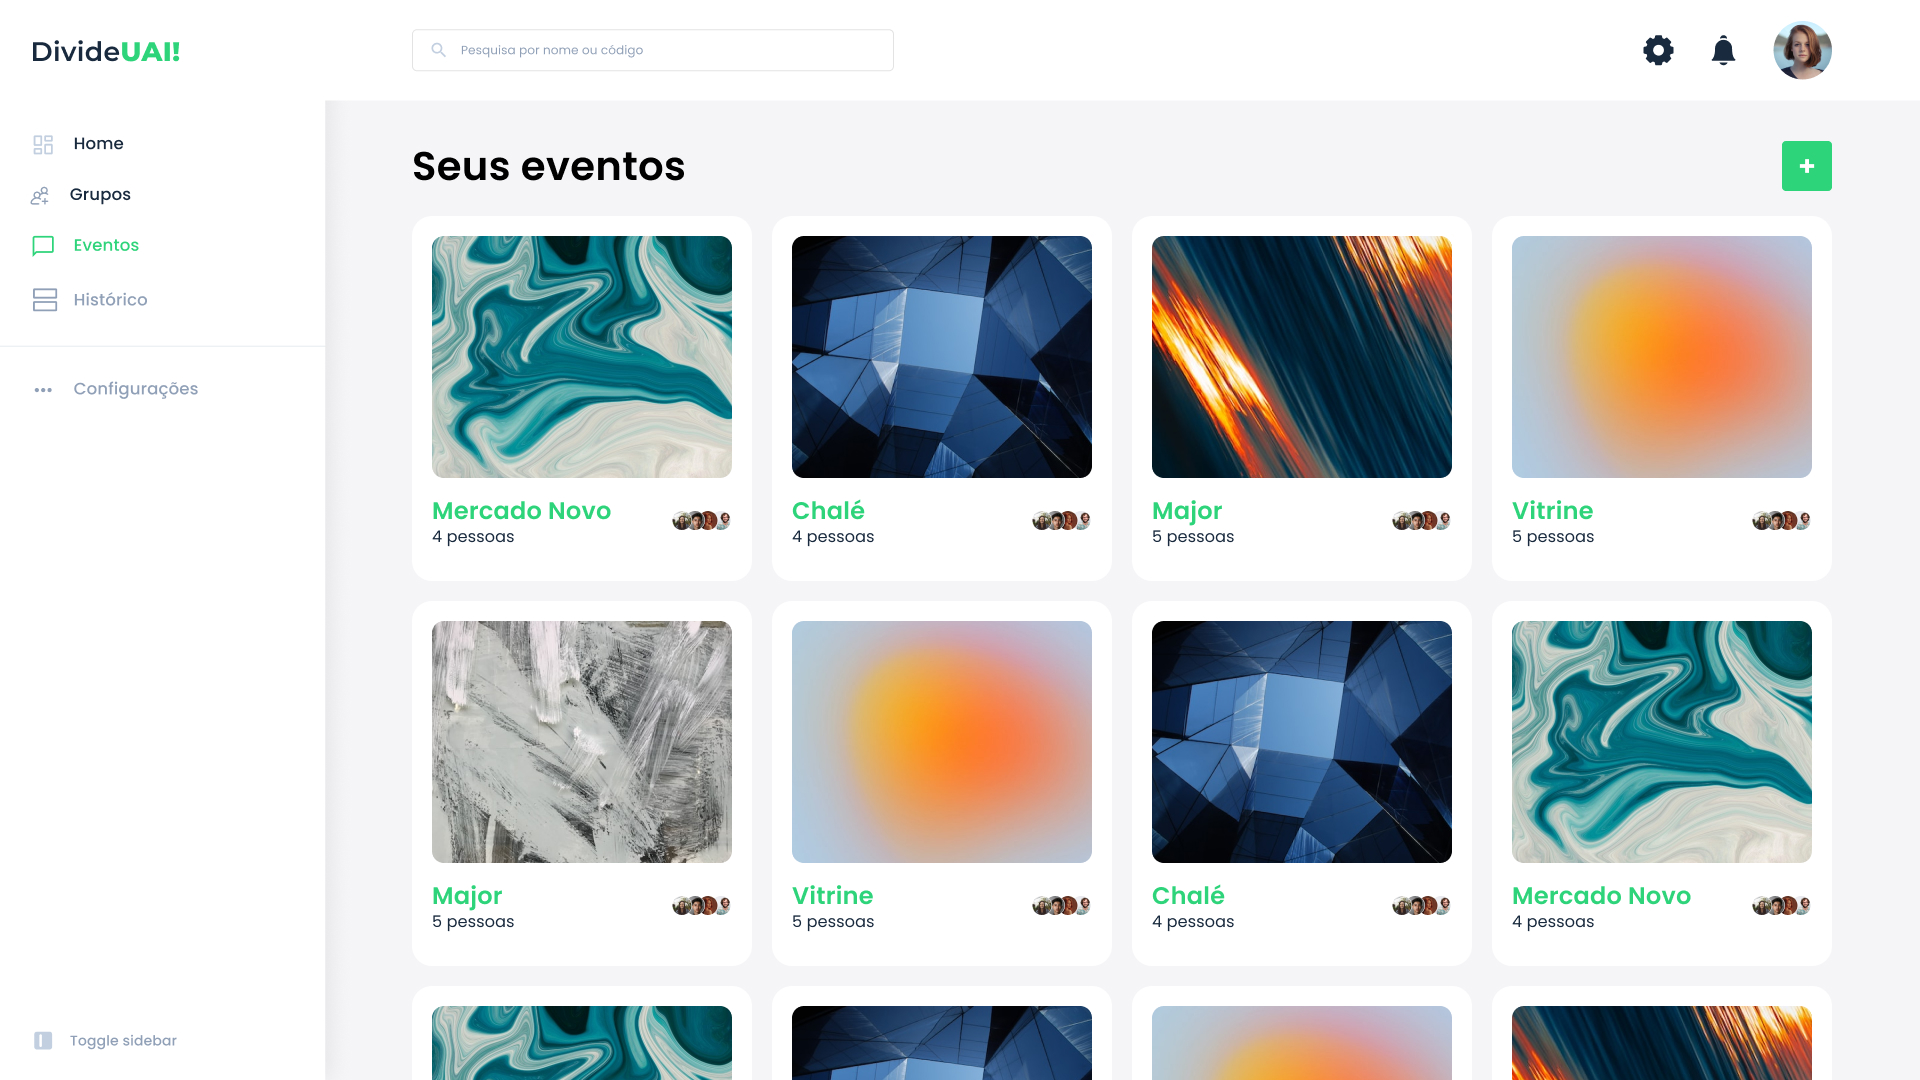 DivideUAI!
Pesquisa por nome ou código
Home
Grupos
Eventos
Histórico
Configurações
Toggle sidebar
Seus eventos
+
Mercado Novo
4 pessoas
Chalé
4 pessoas
Major
5 pessoas
Vitrine
5 pessoas
Major
5 pessoas
Vitrine
5 pessoas
Chalé
4 pessoas
Mercado Novo
4 pessoas